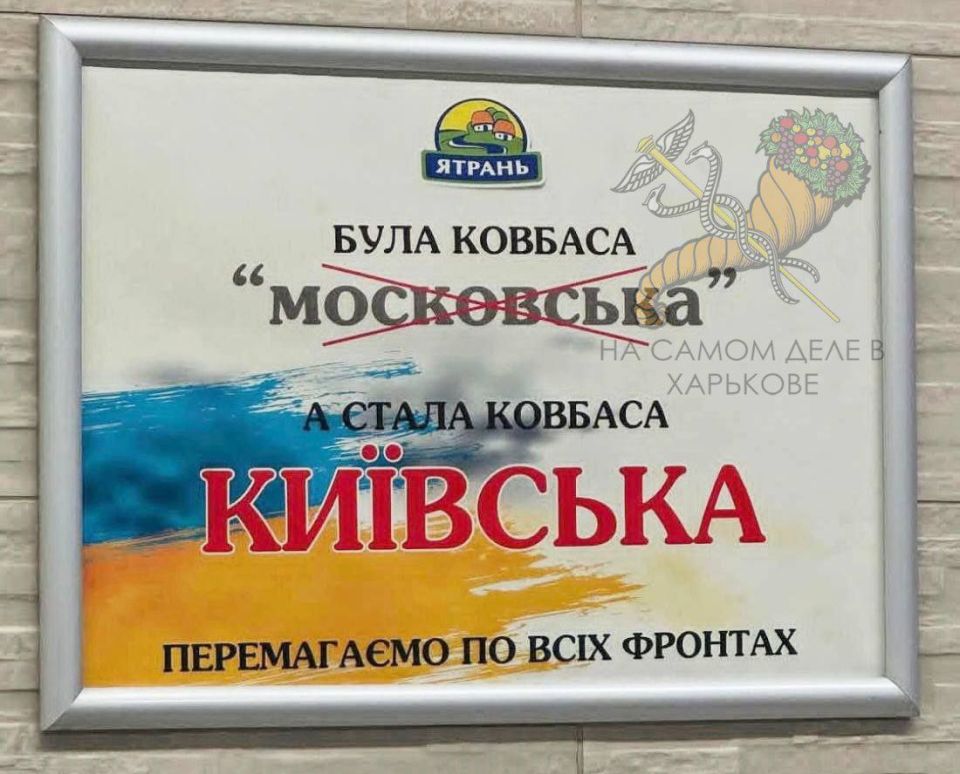 ЯТРАНЬ
БУЛА КОВБАСА
“московська”
НА САМОМ ДЕЛЕ В
ХАРЬКОВЕ
А СТАЛА КОВБАСА
КИЇВСЬКА
ПЕРЕМАГАЄМО ПО ВСІХ ФРОНТАХ